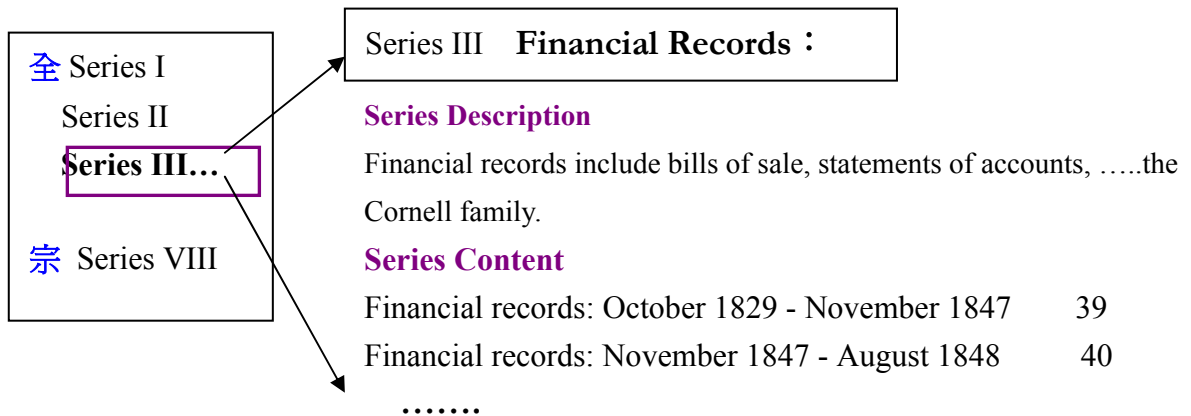 全 Series I
Series II
Series III…
宗 Series VIII
Series III Financial Records：
Series Description
Financial records include bills of sale, statements of accounts, …..the
Cornell family.
Series Content
Financial records: October 1829 - November 1847 39
Financial records: November 1847 - August 1848 40
…….